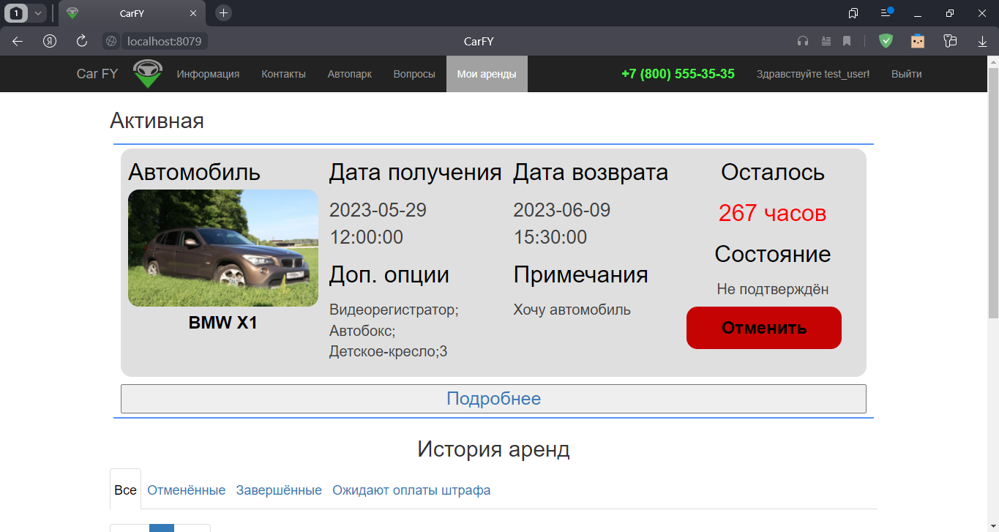 1
CarFY
localhost:8079
CarFY
Car FY
Информация
Контакты
Автопарк
Вопросы
Мои аренды
+7 (800) 555-35-35
Здравствуйте test_user!
Выйти
Активная
Автомобиль
BMW X1
Дата получения
2023-05-29
12:00:00
Доп. опции
Видеорегистратор;
Автобокс;
Детское-кресло;3
Дата возврата
2023-06-09
15:30:00
Примечания
Хочу автомобиль
Осталось
267 часов
Состояние
Не подтверждён
Отменить
Подробнее
История аренд
Все
Отменённые
Завершённые
Ожидают оплаты штрафа